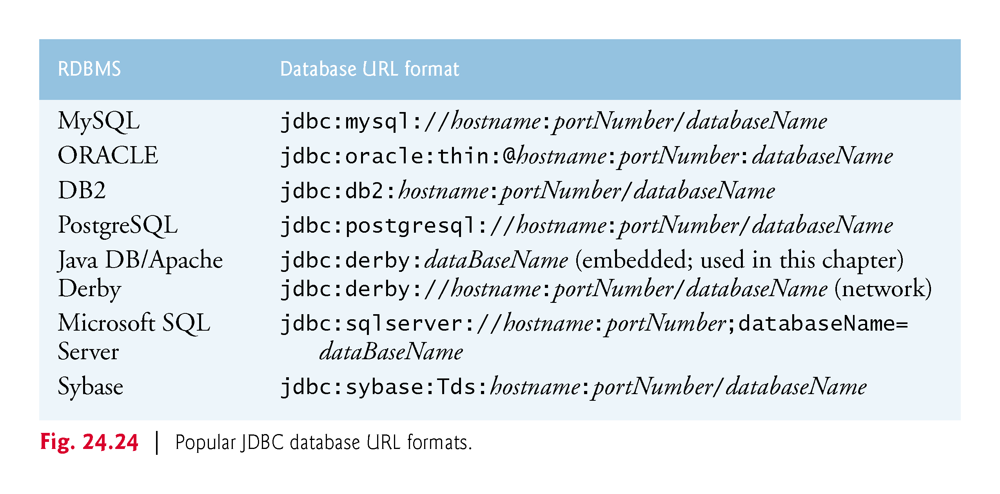 RDBMS Database URL format
MySQL jdbc:mysql://hostname:portNumber/databaseName
ORACLE jdbc:oracle:thin:@hostname:portNumber:databaseName
DB2 jdbc:db2:hostname:portNumber/databaseName
PostgreSQL jdbc:postgresql://hostname:portNumber/databaseName
Java DB/Apache jdbc:derby:dataBaseName (embedded; used in this chapter)
Derby jdbc:derby://hostname:portNumber/databaseName (network)
Microsoft SQL jdbc:sqlserver://hostname:portNumber;databaseName=
Server dataBaseName
Sybase jdbc:sybase:Tds:hostname:portNumber/databaseName
Fig. 24.24 | Popular JDBC database URL formats.